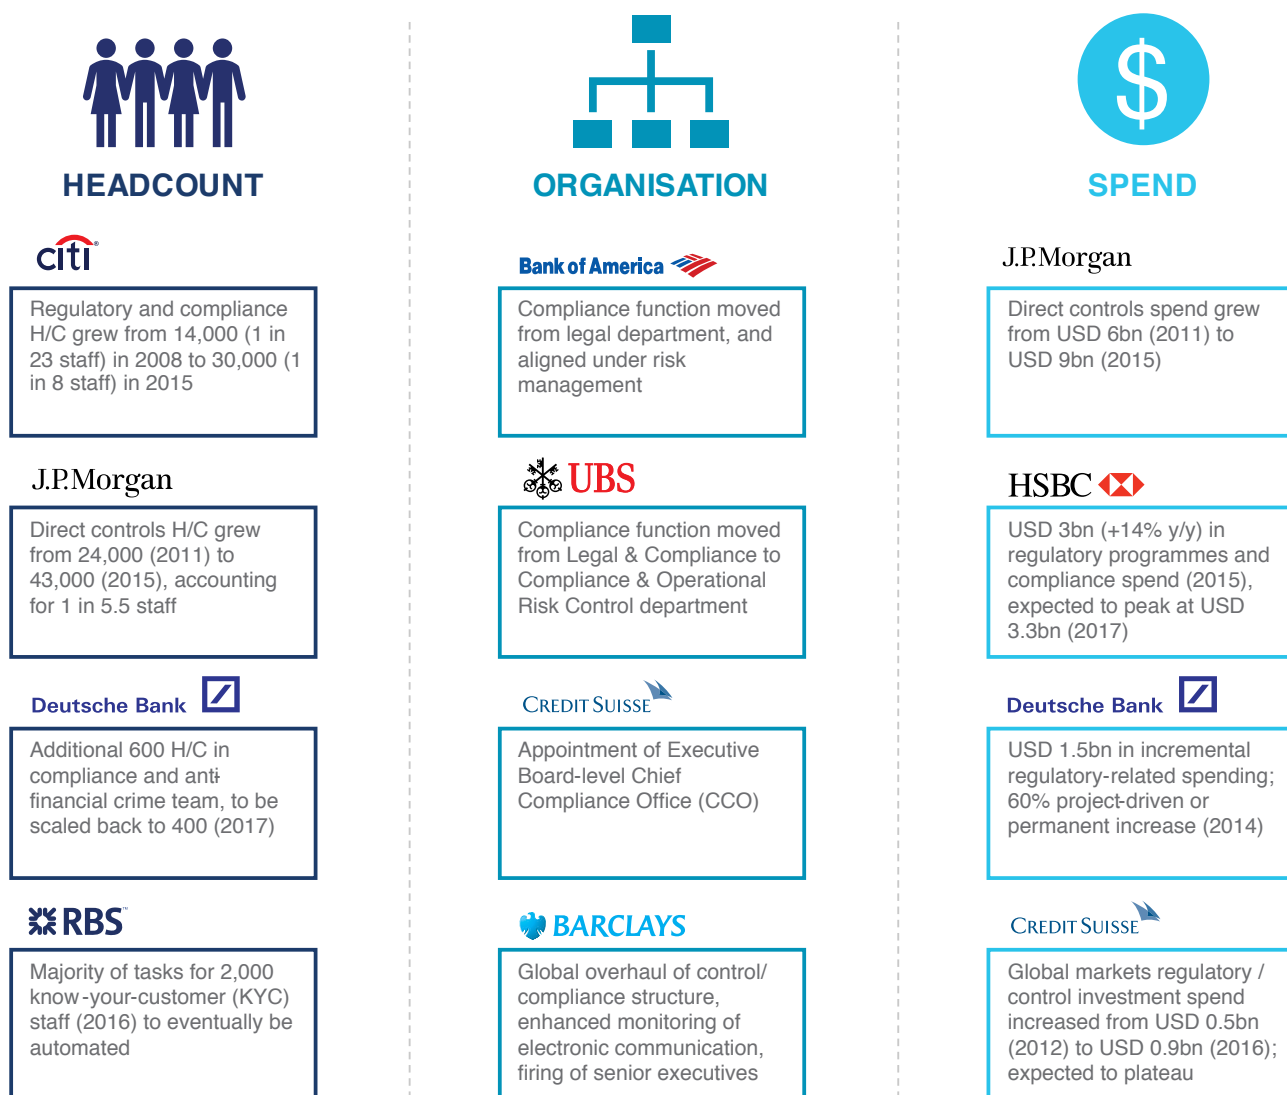 $
HEADCOUNT
citi®
Regulatory and compliance
H/C grew from 14,000 (1 in
23 staff) in 2008 to 30,000 (1
in 8 staff) in 2015
J.P.Morgan
Direct controls H/C grew
from 24,000 (2011) to
43,000 (2015), accounting
for 1 in 5.5 staff
Deutsche Bank
Additional 600 H/C in
compliance and anti-
financial crime team, to be
scaled back to 400 (2017)
RBS™
Majority of tasks for 2,000
know-your-customer (KYC)
staff (2016) to eventually be
automated
ORGANISATION
Bank of America
Compliance function moved
from legal department, and
aligned under risk
management
UBS
Compliance function moved
from Legal & Compliance to
Compliance & Operational
Risk Control department
CREDIT SUISSE
Appointment of Executive
Board-level Chief
Compliance Office (CCO)
BARCLAYS
Global overhaul of control/
compliance structure,
enhanced monitoring of
electronic communication,
firing of senior executives
SPEND
J.P.Morgan
Direct controls spend grew
from USD 6bn (2011) to
USD 9bn (2015)
HSBC
USD 3bn (+14% y/y) in
regulatory programmes and
compliance spend (2015),
expected to peak at USD
3.3bn (2017)
Deutsche Bank
USD 1.5bn in incremental
regulatory-related spending;
60% project-driven or
permanent increase (2014)
CREDIT SUISSE
Global markets regulatory /
control investment spend
increased from USD 0.5bn
(2012) to USD 0.9bn (2016);
expected to plateau